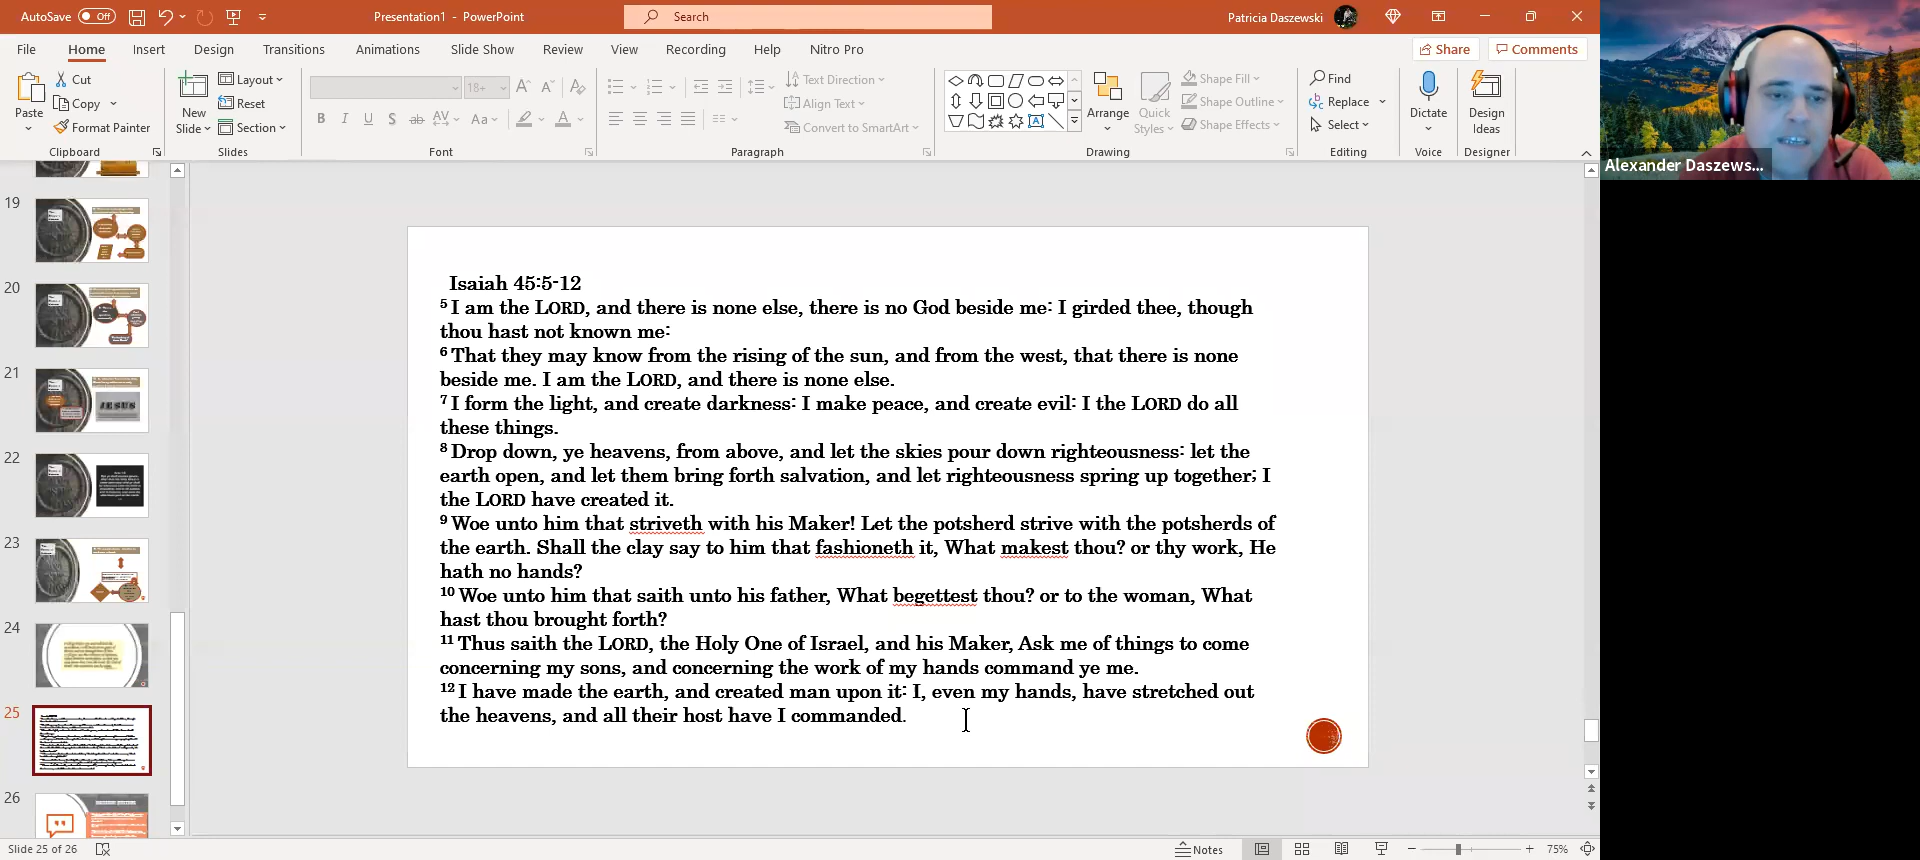 AutoSave Off Presentation1 - PowerPoint Search Patricia Daszewski
File Home Insert Design Transitions Animations Slide Show Review View Recording Help Nitro Pro Share Comments
Paste
Cut
Copy
Format Painter
Clipboard
New
Slide
Layout
Reset
Section
Slides
18+
Font
Text Direction
Align Text
Convert to SmartArt
Paragraph
Arrange
Quick
Styles
Shape Fill
Shape Outline
Shape Effects
Drawing
Find
Replace
Select
Editing
Dictate
Voice
Design
Ideas
Designer
Alexander Daszews...
19
20
21
JESUS
22
23
24
25
26
Isaiah 45:5-12
5 I am the LORD, and there is none else, there is no God beside me: I girded thee, though
thou hast not known me:
6 That they may know from the rising of the sun, and from the west, that there is none
beside me. I am the LORD, and there is none else.
7 I form the light, and create darkness: I make peace, and create evil: I the LORD do all
these things.
8 Drop down, ye heavens, from above, and let the skies pour down righteousness: let the
earth open, and let them bring forth salvation, and let righteousness spring up together; I
the LORD have created it.
9 Woe unto him that striveth with his Maker! Let the potsherd strive with the potsherds of
the earth. Shall the clay say to him that fashioneth it, What makest thou? or thy work, He
hath no hands?
10 Woe unto him that saith unto his father, What begettest thou? or to the woman, What
hast thou brought forth?
11 Thus saith the LORD, the Holy One of Israel, and his Maker, Ask me of things to come
concerning my sons, and concerning the work of my hands command ye me.
12 I have made the earth, and created man upon it: I, even my hands, have stretched out
the heavens, and all their host have I commanded.
Slide 25 of 26 Notes 75%